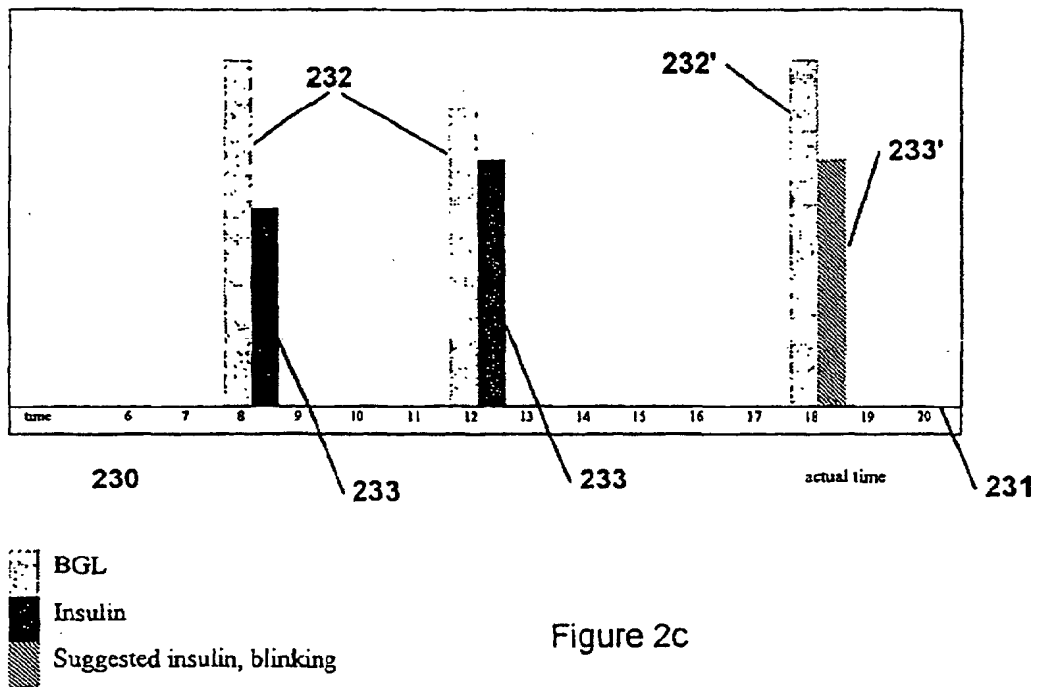 232
232'
233'
time 6 7 8 9 10 11 12 13 14 15 16 17 18 19 20
230
233
233
actual time
231
BGL
Insulin
Suggested insulin, blinking
Figure 2c